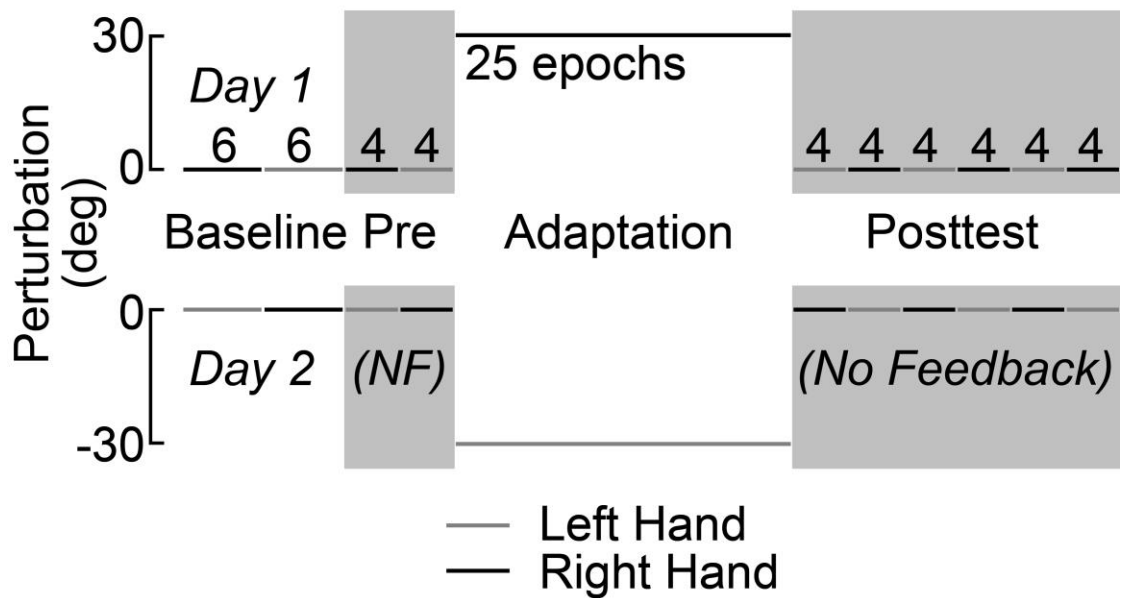 Perturbation
(deg)
30
25 epochs
Day 1
6 6 4 4
4 4 4 4 4 4
0
Baseline Pre Adaptation Posttest
0
Day 2 (NF) (No Feedback)
-30
Left Hand
Right Hand